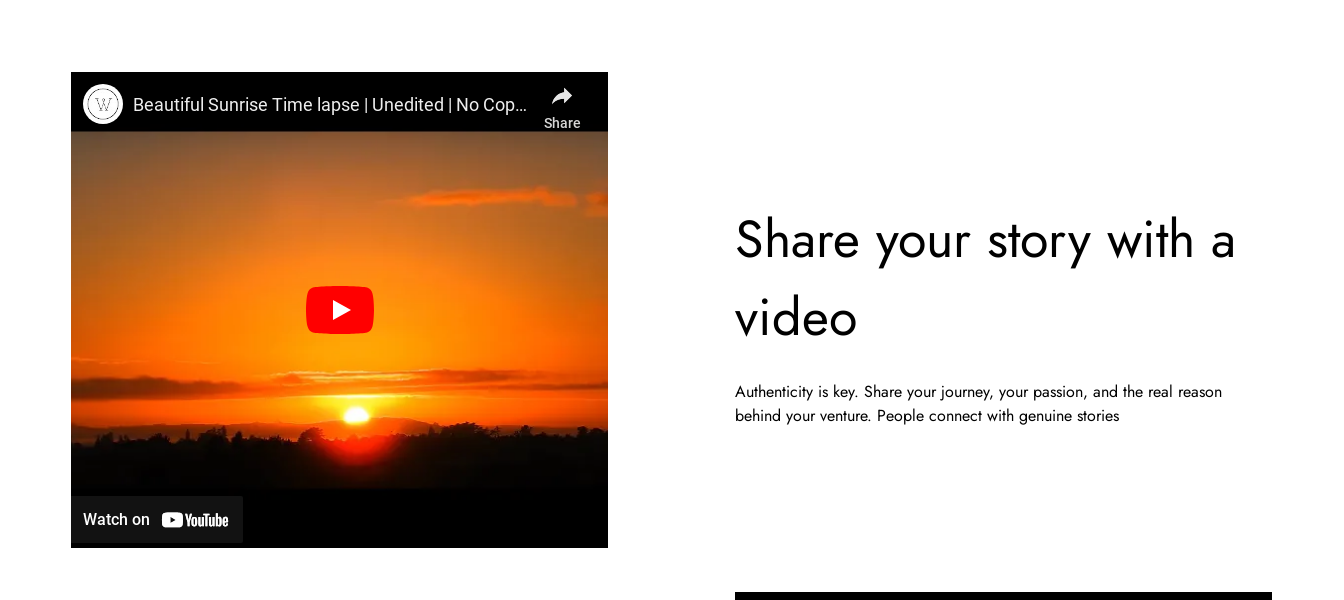 W
Beautiful Sunrise Time lapse | Unedited | No Cop...
Share
Watch on YouTube
Share your story with a
video
Authenticity is key. Share your journey, your passion, and the real reason
behind your venture. People connect with genuine stories